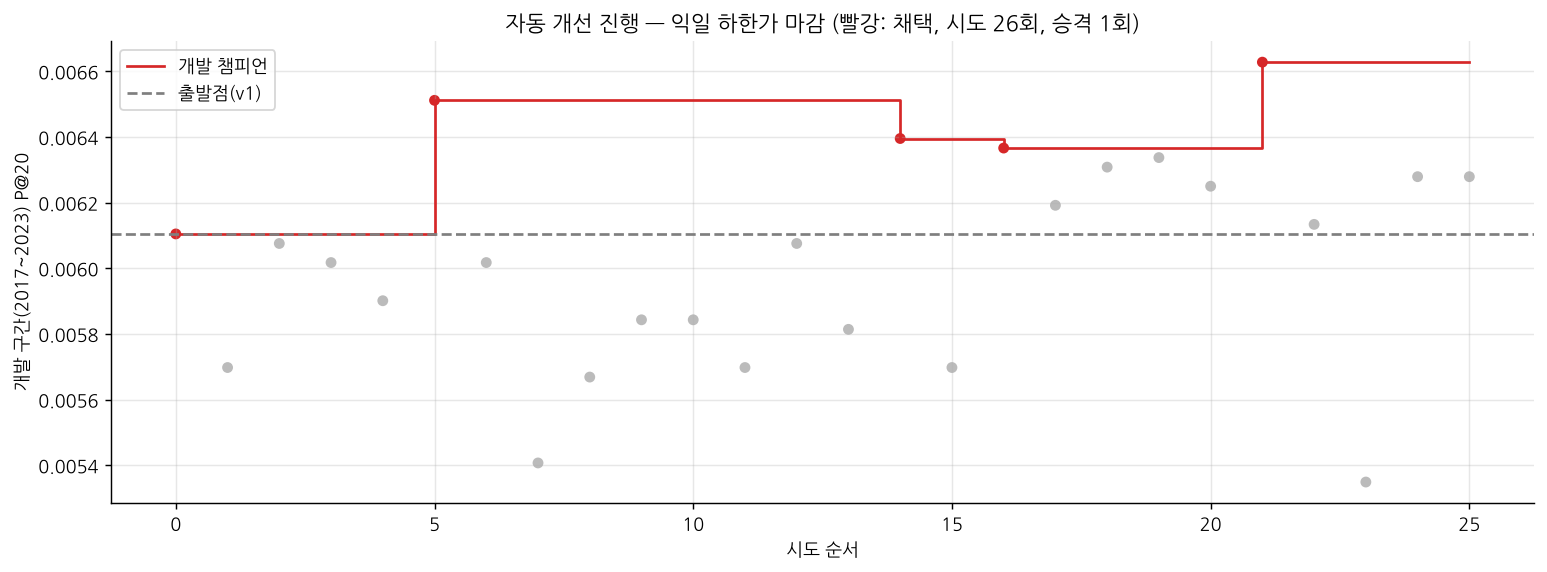 자동 개선 진행 — 익일 하한가 마감 (빨강: 채택, 시도 26회, 승격 1회)
개발 챔피언
출발점(v1)
개발 구간(2017~2023) P@20
0.0066
0.0064
0.0062
0.0060
0.0058
0.0056
0.0054
0 5 10 15 20 25
시도 순서